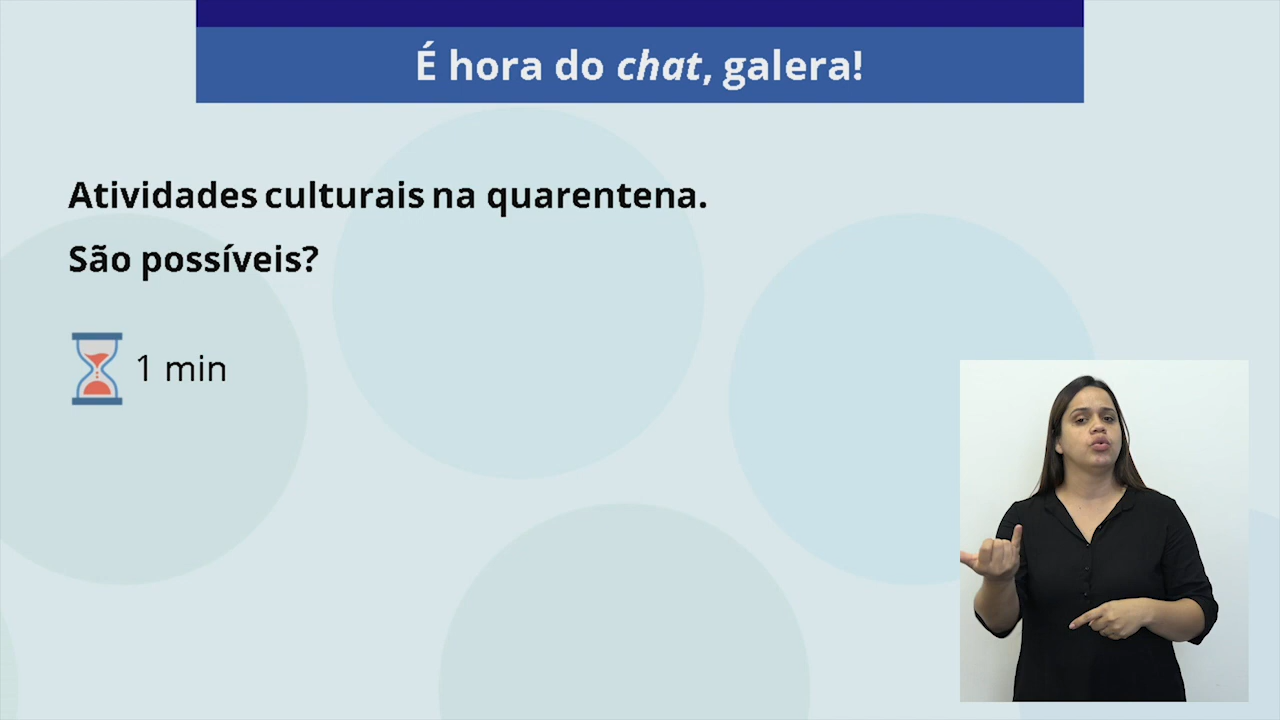 É hora do chat, galera!
Atividades culturais na quarentena.
São possíveis?
1 min